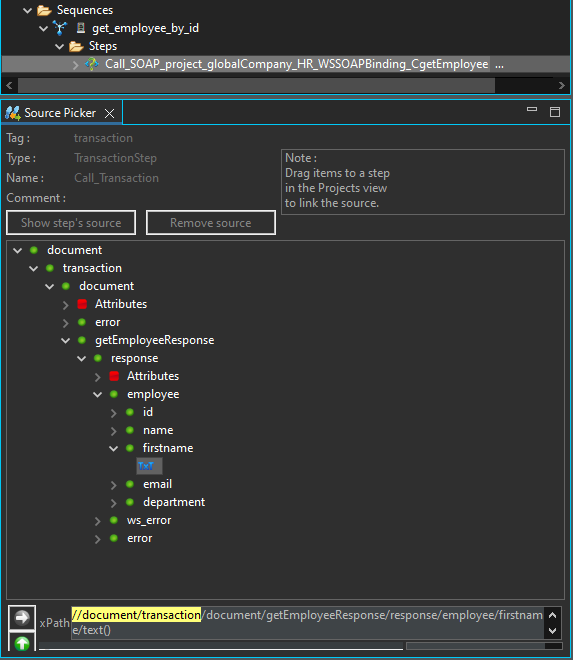 Sequences
get_employee_by_id
Steps
Call_SOAP_project_globalCompany_HR_WSSOAPBinding_CgetEmployee ...
Source Picker
Tag : transaction
Type : TransactionStep
Name : Call_Transaction
Comment :
Note :
Drag items to a step
in the Projects view
to link the source.
Show step's source Remove source
document
transaction
document
Attributes
error
getEmployeeResponse
response
Attributes
employee
id
name
firstname
email
department
ws_error
error
xPath //document/transaction/document/getEmployeeResponse/response/employee/firstnam
e/text()